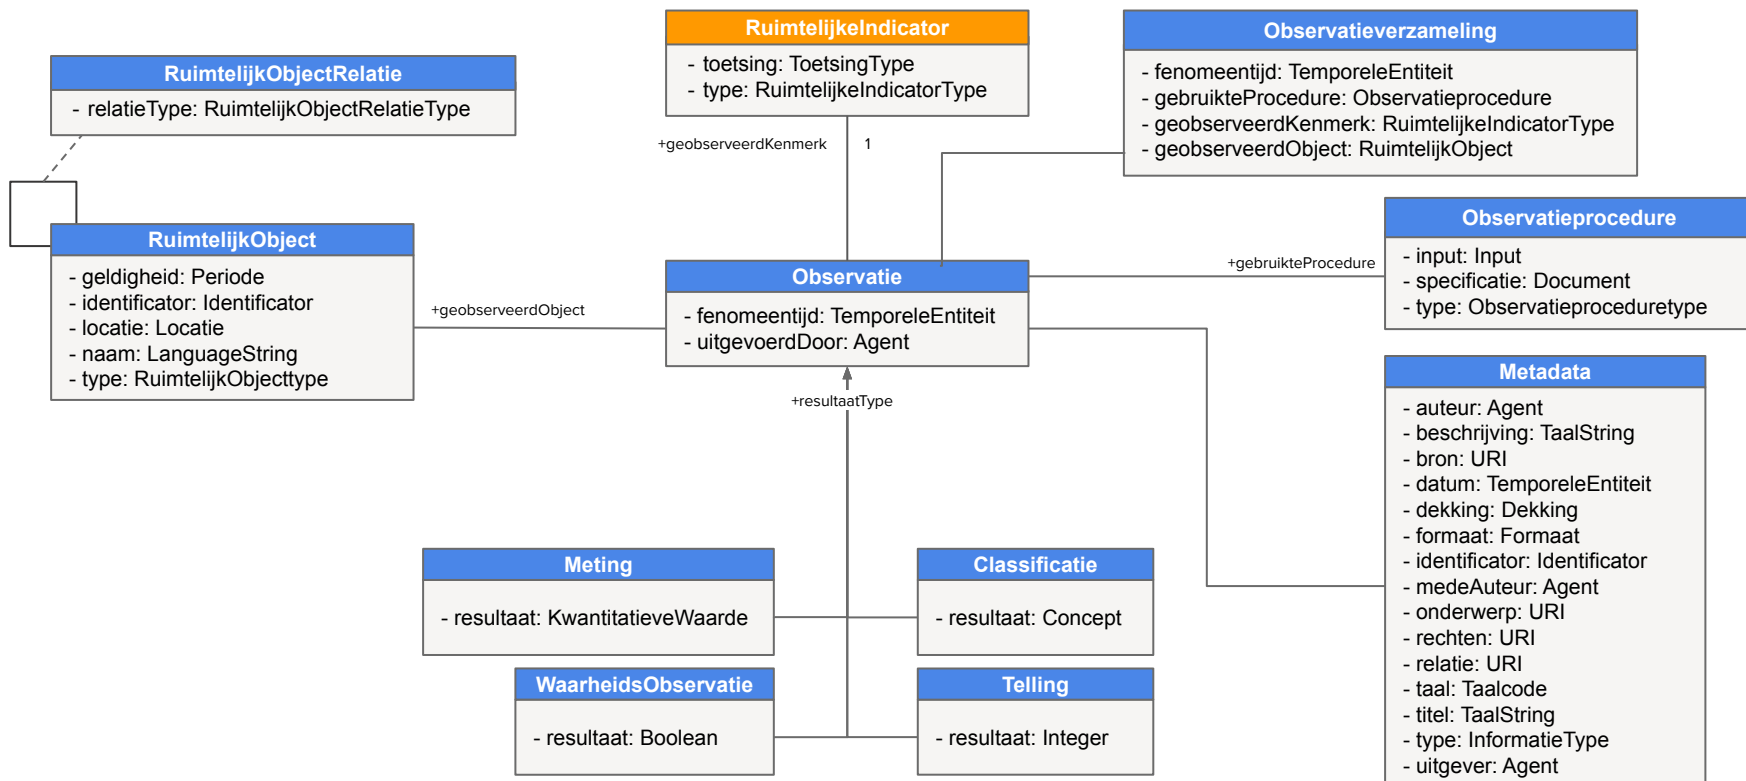 RuimtelijkeIndicator
- toetsing: ToetsingType
- type: RuimtelijkeIndicatorType
Observatieverzameling
- fenomeentijd: TemporeleEntiteit
- gebruikteProcedure: Observatieprocedure
- geobserveerdKenmerk: RuimtelijkeIndicatorType
- geobserveerdObject: RuimtelijkObject
RuimtelijkObjectRelatie
- relatieType: RuimtelijkObjectRelatieType
+geobserveerdKenmerk
1
RuimtelijkObject
- geldigheid: Periode
- identificator: Identificator
- locatie: Locatie
- naam: LanguageString
- type: RuimtelijkObjecttype
+geobserveerdObject
Observatie
- fenomeentijd: TemporeleEntiteit
- uitgevoerdDoor: Agent
+gebruikteProcedure
Observatieprocedure
- input: Input
- specificatie: Document
- type: Observatieproceduretype
+resultaatType
Metadata
- auteur: Agent
- beschrijving: TaalString
- bron: URI
- datum: TemporeleEntiteit
- dekking: Dekking
- formaat: Formaat
- identificator: Identificator
- medeAuteur: Agent
- onderwerp: URI
- rechten: URI
- relatie: URI
- taal: Taalcode
- titel: TaalString
- type: InformatieType
- uitgever: Agent
Meting
- resultaat: KwantitatieveWaarde
Classificatie
- resultaat: Concept
WaarheidsObservatie
- resultaat: Boolean
Telling
- resultaat: Integer